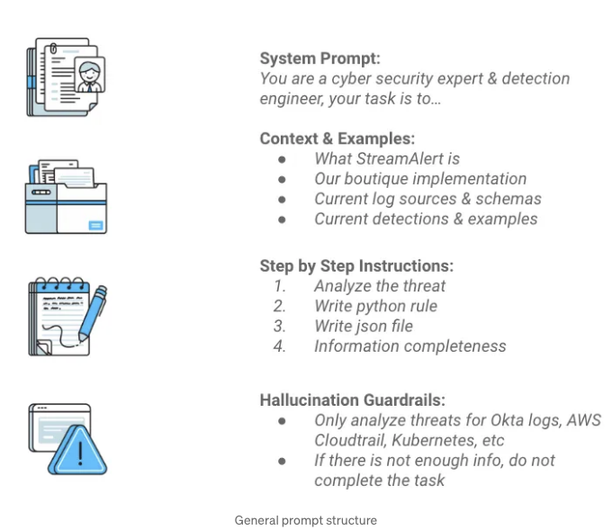 System Prompt:
You are a cyber security expert & detection
engineer, your task is to...
Context & Examples:
● What StreamAlert is
● Our boutique implementation
● Current log sources & schemas
● Current detections & examples
Step by Step Instructions:
1. Analyze the threat
2. Write python rule
3. Write json file
4. Information completeness
Hallucination Guardrails:
● Only analyze threats for Okta logs, AWS
Cloudtrail, Kubernetes, etc
● If there is not enough info, do not
complete the task
General prompt structure